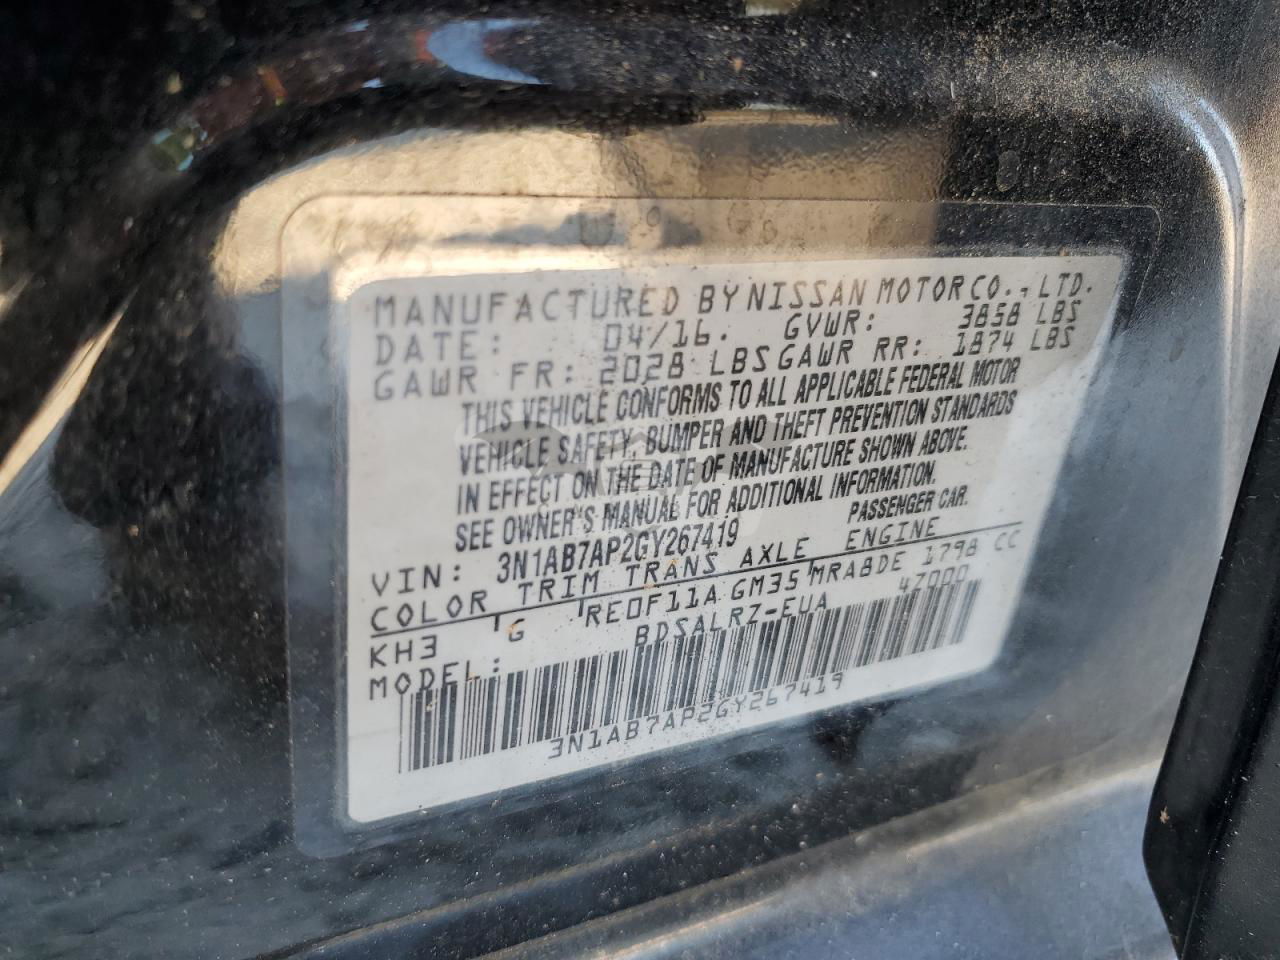 MANUFACTURED BY NISSAN MOTOR CO., LTD.
DATE: 04/16. GVWR: 3858 LBS
GAWR FR: 2028 LBS GAWR RR: 1874 LBS
THIS VEHICLE CONFORMS TO ALL APPLICABLE FEDERAL MOTOR
VEHICLE SAFETY, BUMPER AND THEFT PREVENTION STANDARDS
IN EFFECT ON THE DATE OF MANUFACTURE SHOWN ABOVE.
SEE OWNER'S MANUAL FOR ADDITIONAL INFORMATION.
VIN: 3N1AB7AP2GY267419 PASSENGER CAR.
COLOR TRIM TRANS AXLE ENGINE
KH3 G RE0F11A GM35 MRA8DE 1798 CC
MODEL: BDSALRZ-EUA 47000
3N1AB7AP2GY267419